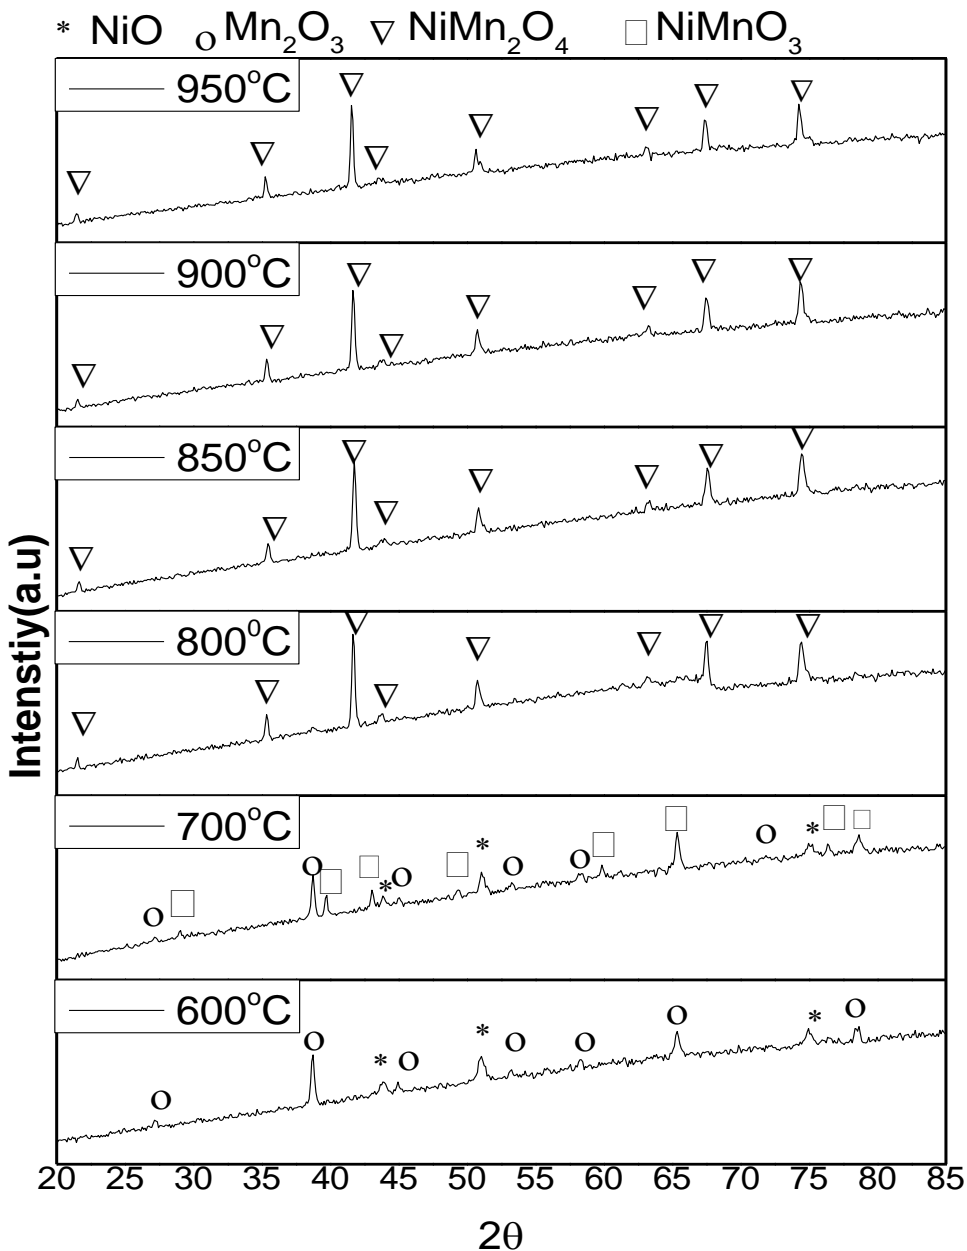 * NiO o Mn₂O₃ ▽ NiMn₂O₄ □ NiMnO₃
950°C
900°C
850°C
800⁰C
700°C
600°C
Intenstiy(a.u)
20 25 30 35 40 45 50 55 60 65 70 75 80 85
2θ